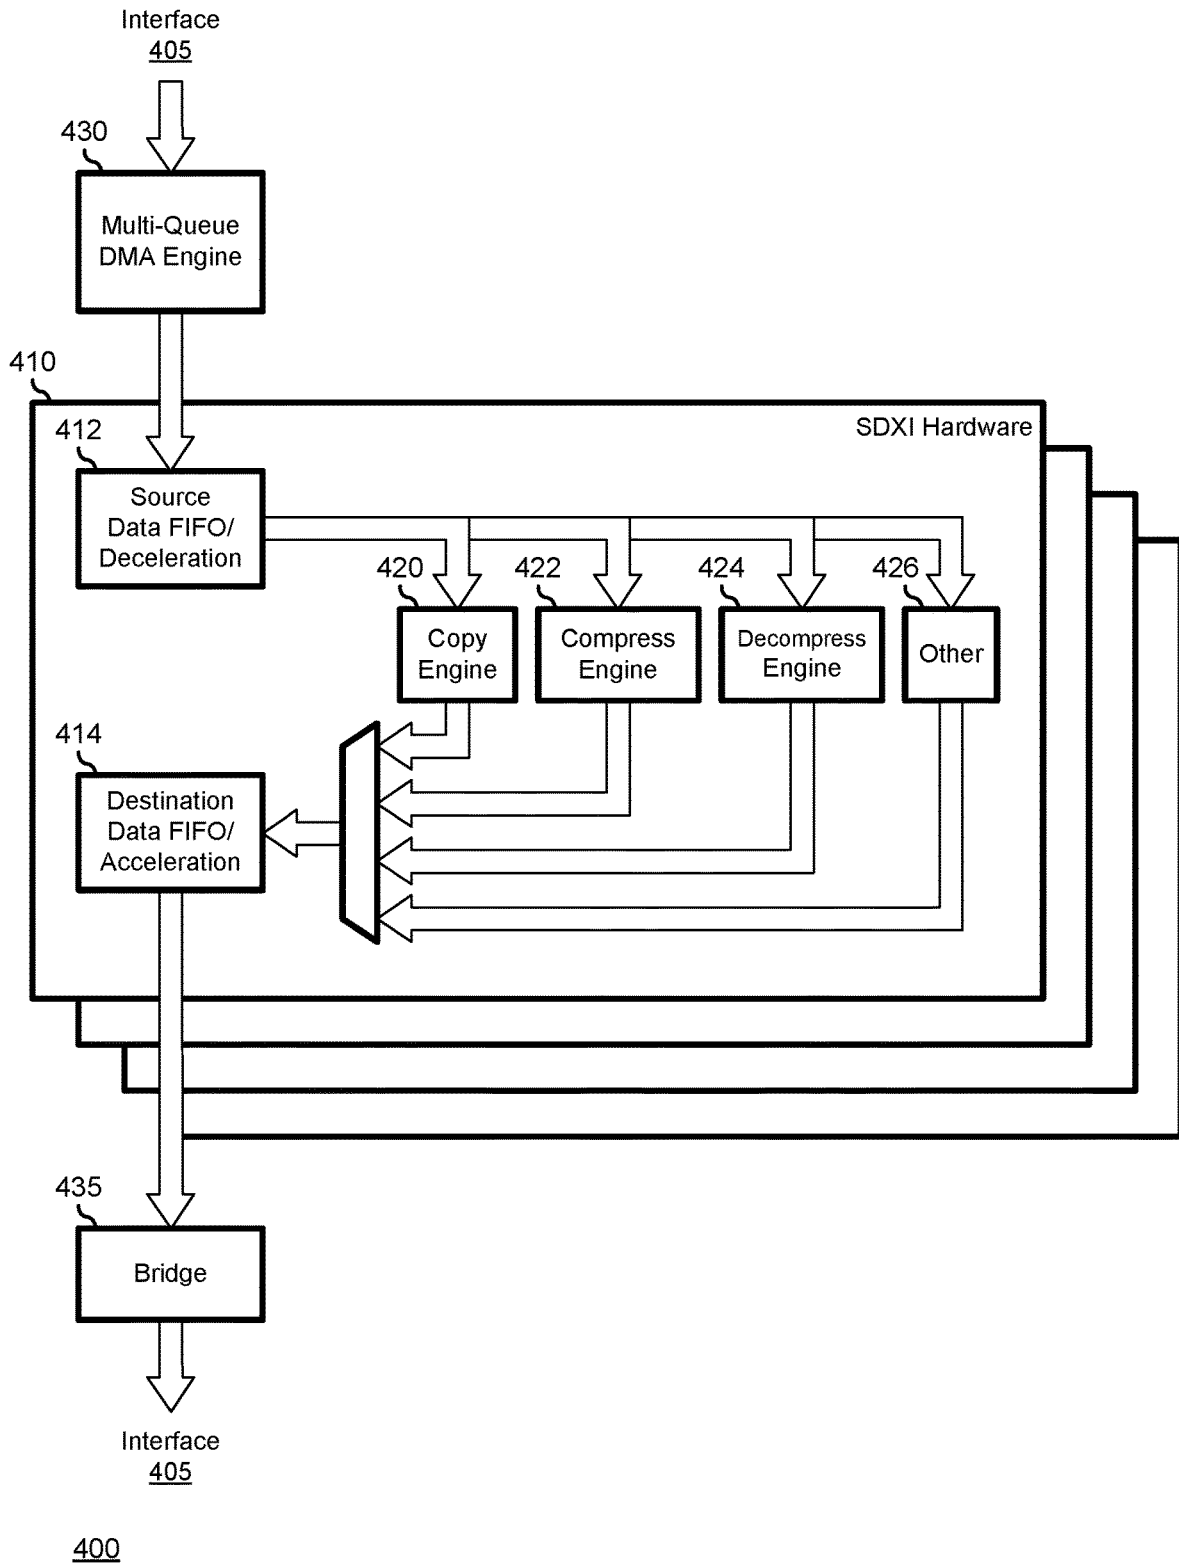 Interface
405
430
Multi-Queue
DMA Engine
410
SDXI Hardware
412
Source
Data FIFO/
Deceleration
420
422
424
426
Copy
Engine
Compress
Engine
Decompress
Engine
Other
414
Destination
Data FIFO/
Acceleration
435
Bridge
Interface
405
400